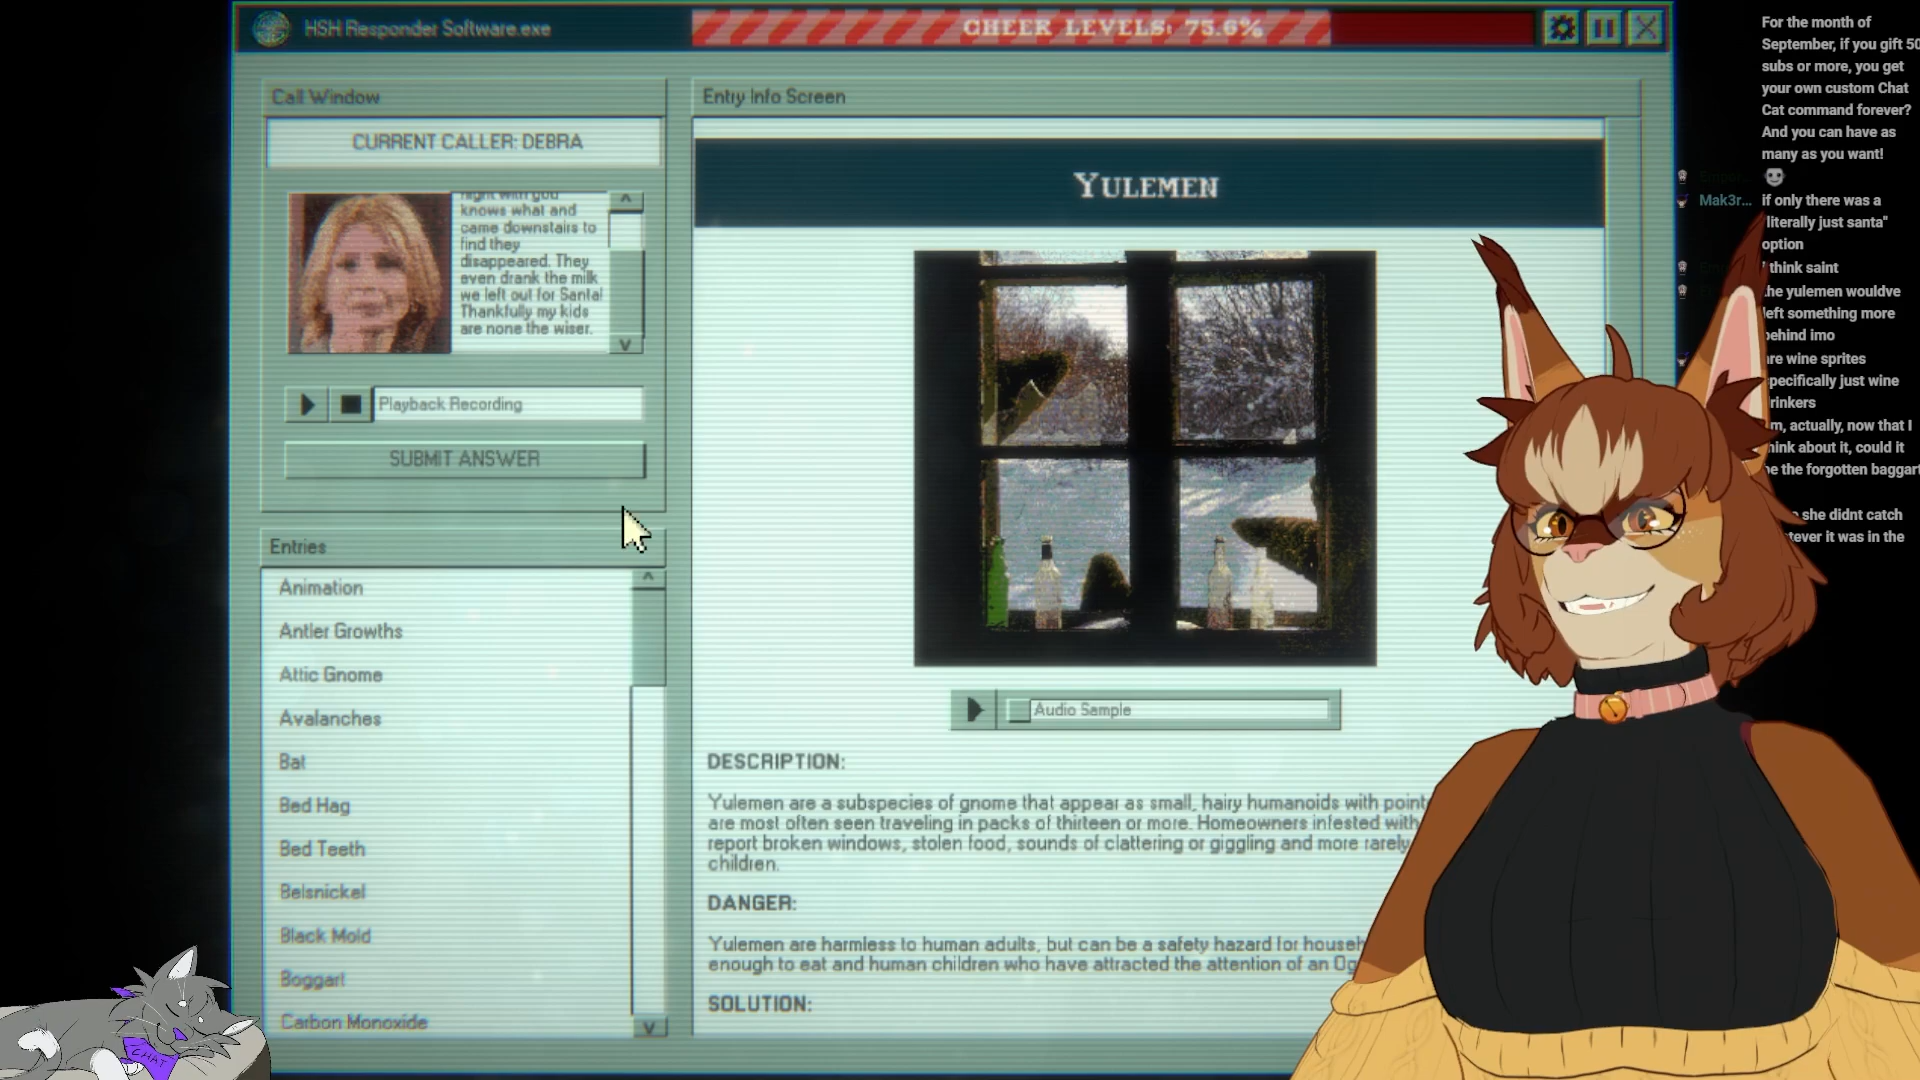 HSH Responder Software.exe
CHEER LEVELS: 75.6%
Call Window
CURRENT CALLER: DEBRA
night with you
knows what and
came downstairs to
find they
disappeared. They
even drank the milk
we left out for Santa!
Thankfully my kids
are none the wiser.
Playback Recording
SUBMIT ANSWER
Entries
Animation
Antler Growths
Attic Gnome
Avalanches
Bat
Bed Hag
Bed Teeth
Belsnickel
Black Mold
Boggart
Carbon Monoxide
Entry Info Screen
YULEMEN
Audio Sample
DESCRIPTION:
Yulemen are a subspecies of gnome that appear as small, hairy humanoids with point
are most often seen traveling in packs of thirteen or more. Homeowners infested with
report broken windows, stolen food, sounds of clattering or giggling and more rarely
children.
DANGER:
Yulemen are harmless to human adults, but can be a safety hazard for househ
enough to eat and human children who have attracted the attention of an Og
SOLUTION:
For the month of
September, if you gift 50
subs or more, you get
your own custom Chat
Cat command forever?
And you can have as
many as you want!
Mak3r... if only there was a
"literally just santa"
option
think saint
the yulemen wouldve
left something more
behind imo
are wine sprites
specifically just wine
drinkers
actually, now that I
think about it, could it
be the forgotten baggart
she didnt catch
it was in the
CHAT